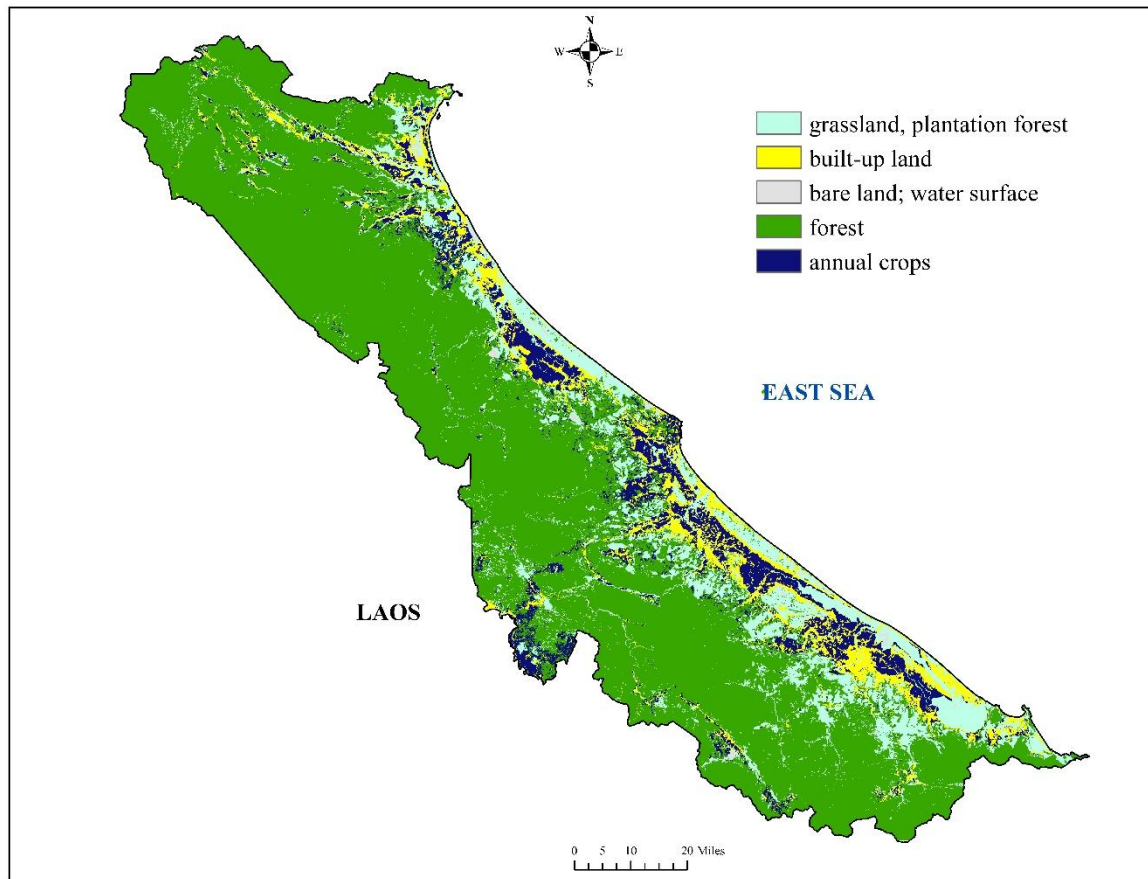 N
W E
S
grassland, plantation forest
built-up land
bare land; water surface
forest
annual crops
EAST SEA
LAOS
0 5 10 20 Miles